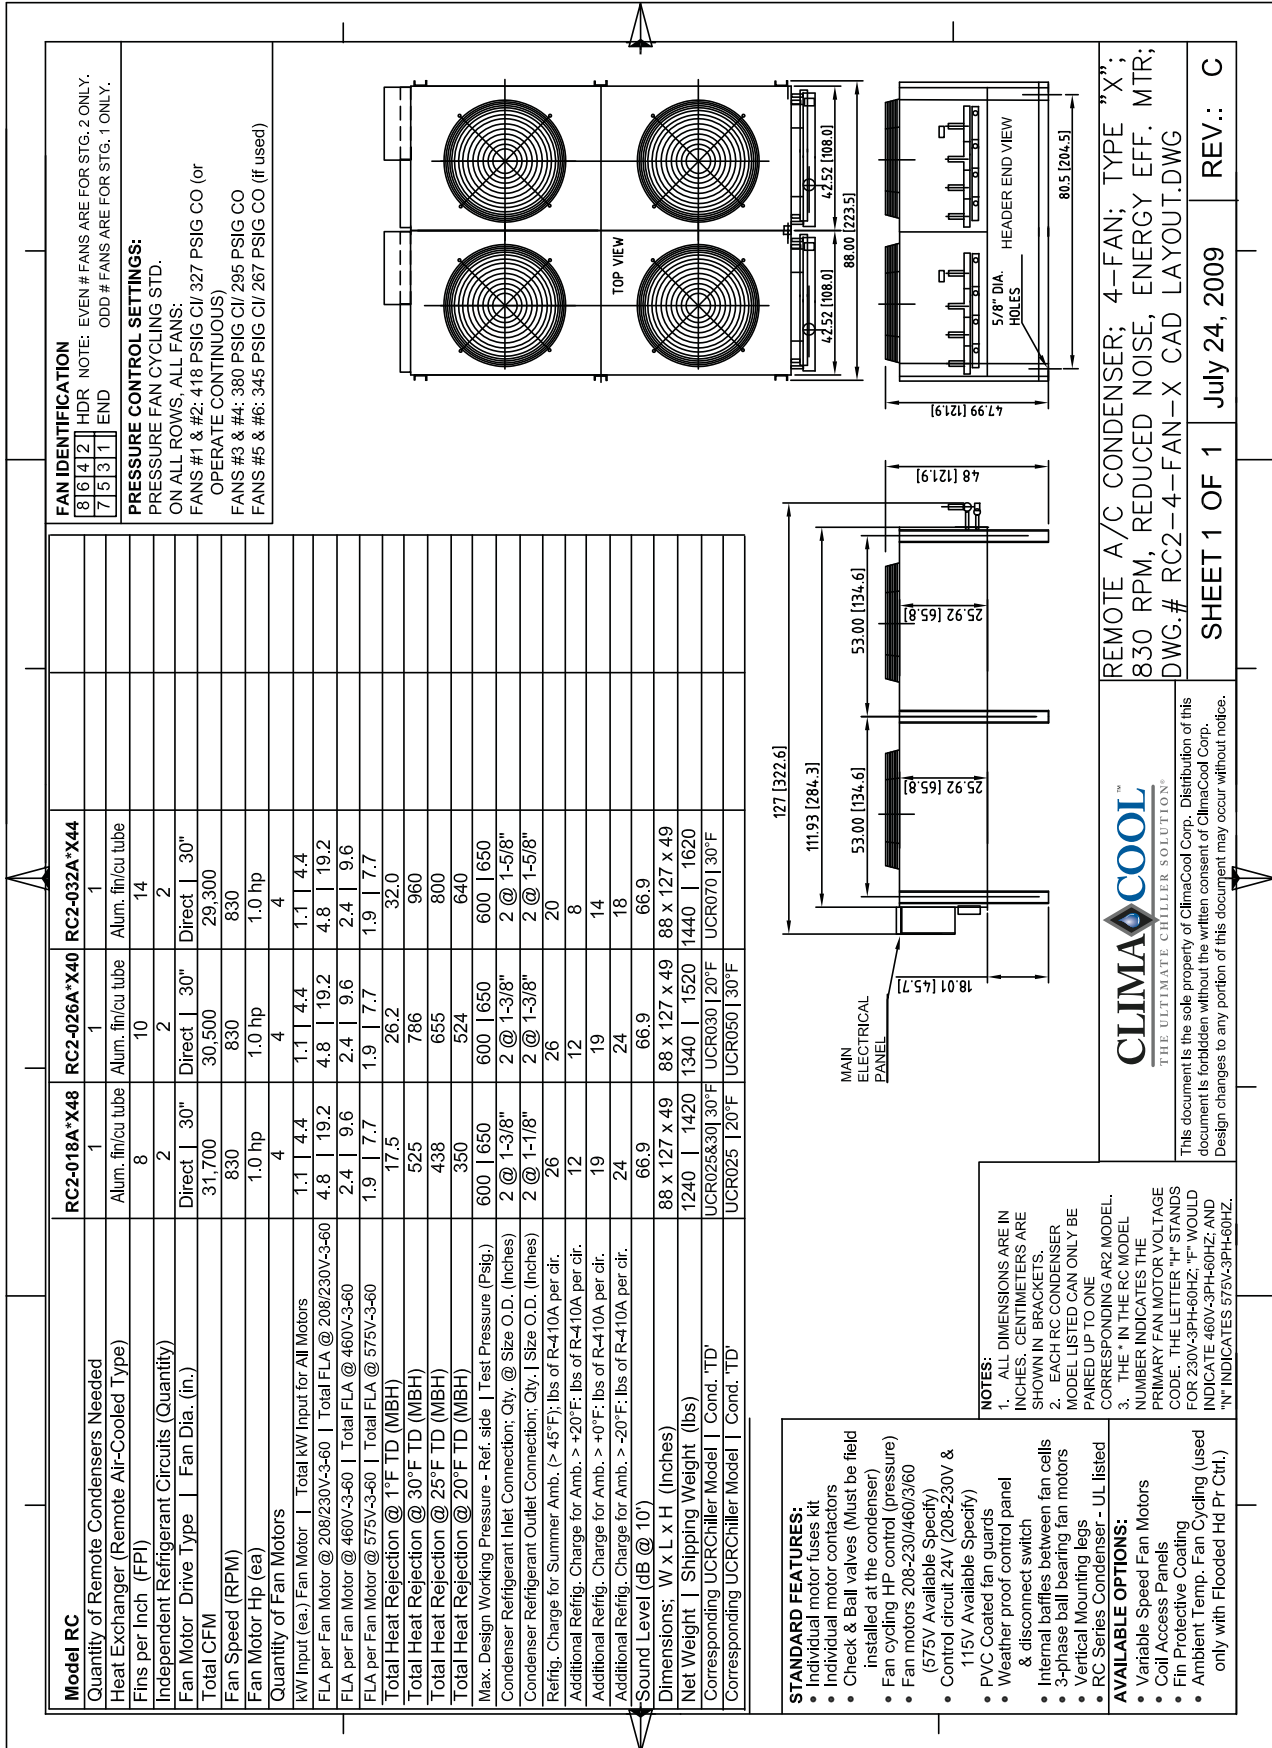 Model RC RC2-018A*X48 RC2-026A*X40 RC2-032A*X44
Quantity of Remote Condensers Needed 1 1 1
Heat Exchanger (Remote Air-Cooled Type) Alum. fin/cu tube Alum. fin/cu tube Alum. fin/cu tube
Fins per Inch (FPI) 8 10 14
Independent Refrigerant Circuits (Quantity) 2 2 2
Fan Motor Drive Type | Fan Dia. (in.) Direct | 30" Direct | 30" Direct | 30"
Total CFM 31,700 30,500 29,300
Fan Speed (RPM) 830 830 830
Fan Motor Hp (ea) 1.0 hp 1.0 hp 1.0 hp
Quantity of Fan Motors 4 4 4
kW Input (ea.) Fan Motor | Total kW Input for All Motors 1.1 | 4.4 1.1 | 4.4 1.1 | 4.4
FLA per Fan Motor @ 208/230V-3-60 | Total FLA @ 208/230V-3-60 4.8 | 19.2 4.8 | 19.2 4.8 | 19.2
FLA per Fan Motor @ 460V-3-60 | Total FLA @ 460V-3-60 2.4 | 9.6 2.4 | 9.6 2.4 | 9.6
FLA per Fan Motor @ 575V-3-60 | Total FLA @ 575V-3-60 1.9 | 7.7 1.9 | 7.7 1.9 | 7.7
Total Heat Rejection @ 1°F TD (MBH) 17.5 26.2 32.0
Total Heat Rejection @ 30°F TD (MBH) 525 786 960
Total Heat Rejection @ 25°F TD (MBH) 438 655 800
Total Heat Rejection @ 20°F TD (MBH) 350 524 640
Max. Design Working Pressure - Ref. side | Test Pressure (Psig.) 600 | 650 600 | 650 600 | 650
Condenser Refrigerant Inlet Connection; Qty. @ Size O.D. (Inches) 2 @ 1-3/8" 2 @ 1-3/8" 2 @ 1-5/8"
Condenser Refrigerant Outlet Connection; Qty. | Size O.D. (Inches) 2 @ 1-1/8" 2 @ 1-3/8" 2 @ 1-5/8"
Refrig. Charge for Summer Amb. (> 45°F); lbs of R-410A per cir. 26 26 20
Additional Refrig. Charge for Amb. > +20°F: lbs of R-410A per cir. 12 12 8
Additional Refrig. Charge for Amb. > +0°F: lbs of R-410A per cir. 19 19 14
Additional Refrig. Charge for Amb. > -20°F: lbs of R-410A per cir. 24 24 18
Sound Level (dB @ 10') 66.9 66.9 66.9
Dimensions; W x L x H (Inches) 88 x 127 x 49 88 x 127 x 49 88 x 127 x 49
Net Weight | Shipping Weight (lbs) 1240 | 1420 1340 | 1520 1440 | 1620
Corresponding UCRChiller Model | Cond. 'TD' UCR025&30| 30°F UCR030 | 20°F UCR070 | 30°F
Corresponding UCRChiller Model | Cond. 'TD' UCR025 | 20°F UCR050 | 30°F
FAN IDENTIFICATION
8 6 4 2 HDR NOTE: EVEN # FANS ARE FOR STG. 2 ONLY.
7 5 3 1 END ODD # FANS ARE FOR STG. 1 ONLY.
PRESSURE CONTROL SETTINGS:
PRESSURE FAN CYCLING STD.
ON ALL ROWS, ALL FANS:
FANS #1 & #2: 418 PSIG CI/ 327 PSIG CO (or
OPERATE CONTINUOUS)
FANS #3 & #4: 380 PSIG CI/ 295 PSIG CO
FANS #5 & #6: 345 PSIG CI/ 267 PSIG CO (if used)
TOP VIEW
42.52 [108.0]
42.52 [108.0]
88.00 [223.5]
47.99 [121.9]
5/8" DIA.
HOLES
HEADER END VIEW
80.5 [204.5]
127 [322.6]
111.93 [284.3]
53.00 [134.6]
53.00 [134.6]
48 [121.9]
25.92 [65.8]
25.92 [65.8]
18.01 [45.7]
MAIN
ELECTRICAL
PANEL
STANDARD FEATURES:
• Individual motor fuses kit
• Individual motor contactors
• Check & Ball valves (Must be field
installed at the condenser)
• Fan cycling HP control (pressure)
• Fan motors 208-230/460/3/60
(575V Available Specify)
• Control circuit 24V (208-230V &
115V Available Specify)
• PVC Coated fan guards
• Weather proof control panel
& disconnect switch
• Internal baffles between fan cells
• 3-phase ball bearing fan motors
• Vertical Mounting legs
• RC Series Condenser - UL listed
AVAILABLE OPTIONS:
• Variable Speed Fan Motors
• Coil Access Panels
• Fin Protective Coating
• Ambient Temp. Fan Cycling (used
only with Flooded Hd Pr Ctrl.)
NOTES:
1. ALL DIMENSIONS ARE IN
INCHES. CENTIMETERS ARE
SHOWN IN BRACKETS.
2. EACH RC CONDENSER
MODEL LISTED CAN ONLY BE
PAIRED UP TO ONE
CORRESPONDING AR2 MODEL.
3. THE * IN THE RC MODEL
NUMBER INDICATES THE
PRIMARY FAN MOTOR VOLTAGE
CODE. THE LETTER "H" STANDS
FOR 230V-3PH-60HZ; "F" WOULD
INDICATE 460V-3PH-60HZ; AND
"N" INDICATES 575V-3PH-60HZ.
CLIMACOOL™
THE ULTIMATE CHILLER SOLUTION®
This document is the sole property of ClimaCool Corp. Distribution of this
document is forbidden without the written consent of ClimaCool Corp.
Design changes to any portion of this document may occur without notice.
REMOTE A/C CONDENSER; 4-FAN; TYPE "X";
830 RPM, REDUCED NOISE, ENERGY EFF. MTR;
DWG.# RC2-4-FAN-X CAD LAYOUT.DWG
SHEET 1 OF 1 July 24, 2009 REV.: C